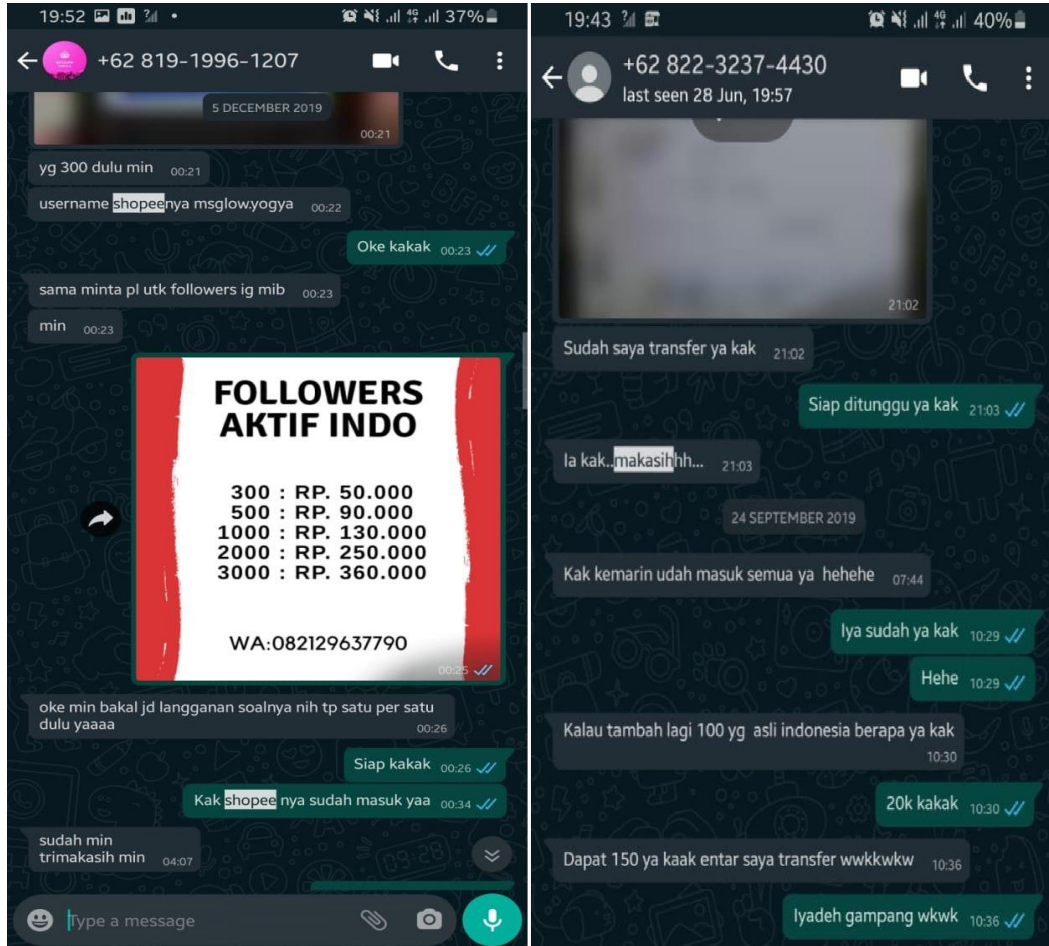 19:52
37%
+62 819-1996-1207
5 DECEMBER 2019
00:21
yg 300 dulu min 00:21
username shopeenya msglow.yogya 00:22
Oke kakak 00:23
sama minta pl utk followers ig mib 00:23
min 00:23
FOLLOWERS
AKTIF INDO
300 : RP. 50.000
500 : RP. 90.000
1000 : RP. 130.000
2000 : RP. 250.000
3000 : RP. 360.000
WA:082129637790
00:25
oke min bakal jd langganan soalnya nih tp satu per satu
dulu yaaaa 00:26
Siap kakak 00:26
Kak shopee nya sudah masuk yaa 00:34
sudah min
trimakasih min 04:07
Type a message
19:43
4G
40%
+62 822-3237-4430
last seen 28 Jun, 19:57
21:02
Sudah saya transfer ya kak 21:02
Siap ditunggu ya kak 21:03
Ia kak..makasihhh... 21:03
24 SEPTEMBER 2019
Kak kemarin udah masuk semua ya hehehe 07:44
Iya sudah ya kak 10:29
Hehe 10:29
Kalau tambah lagi 100 yg asli indonesia berapa ya kak
10:30
20k kakak 10:30
Dapat 150 ya kaak entar saya transfer wwkkwkw 10:36
Iyadeh gampang wkwk 10:36